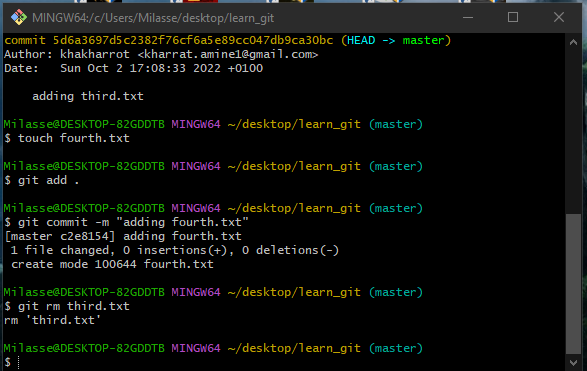 MINGW64:/c/Users/Milasse/desktop/learn_git
commit 5d6a3697d5c2382f76cf6a5e89cc047db9ca30bc (HEAD -> master)
Author: khakharrot <kharrat.amine1@gmail.com>
Date:   Sun Oct 2 17:08:33 2022 +0100
    adding third.txt
Milasse@DESKTOP-82GDDTB MINGW64 ~/desktop/learn_git (master)
$ touch fourth.txt
Milasse@DESKTOP-82GDDTB MINGW64 ~/desktop/learn_git (master)
$ git add .
Milasse@DESKTOP-82GDDTB MINGW64 ~/desktop/learn_git (master)
$ git commit -m "adding fourth.txt"
[master c2e8154] adding fourth.txt
 1 file changed, 0 insertions(+), 0 deletions(-)
 create mode 100644 fourth.txt
Milasse@DESKTOP-82GDDTB MINGW64 ~/desktop/learn_git (master)
$ git rm third.txt
rm 'third.txt'
Milasse@DESKTOP-82GDDTB MINGW64 ~/desktop/learn_git (master)
$